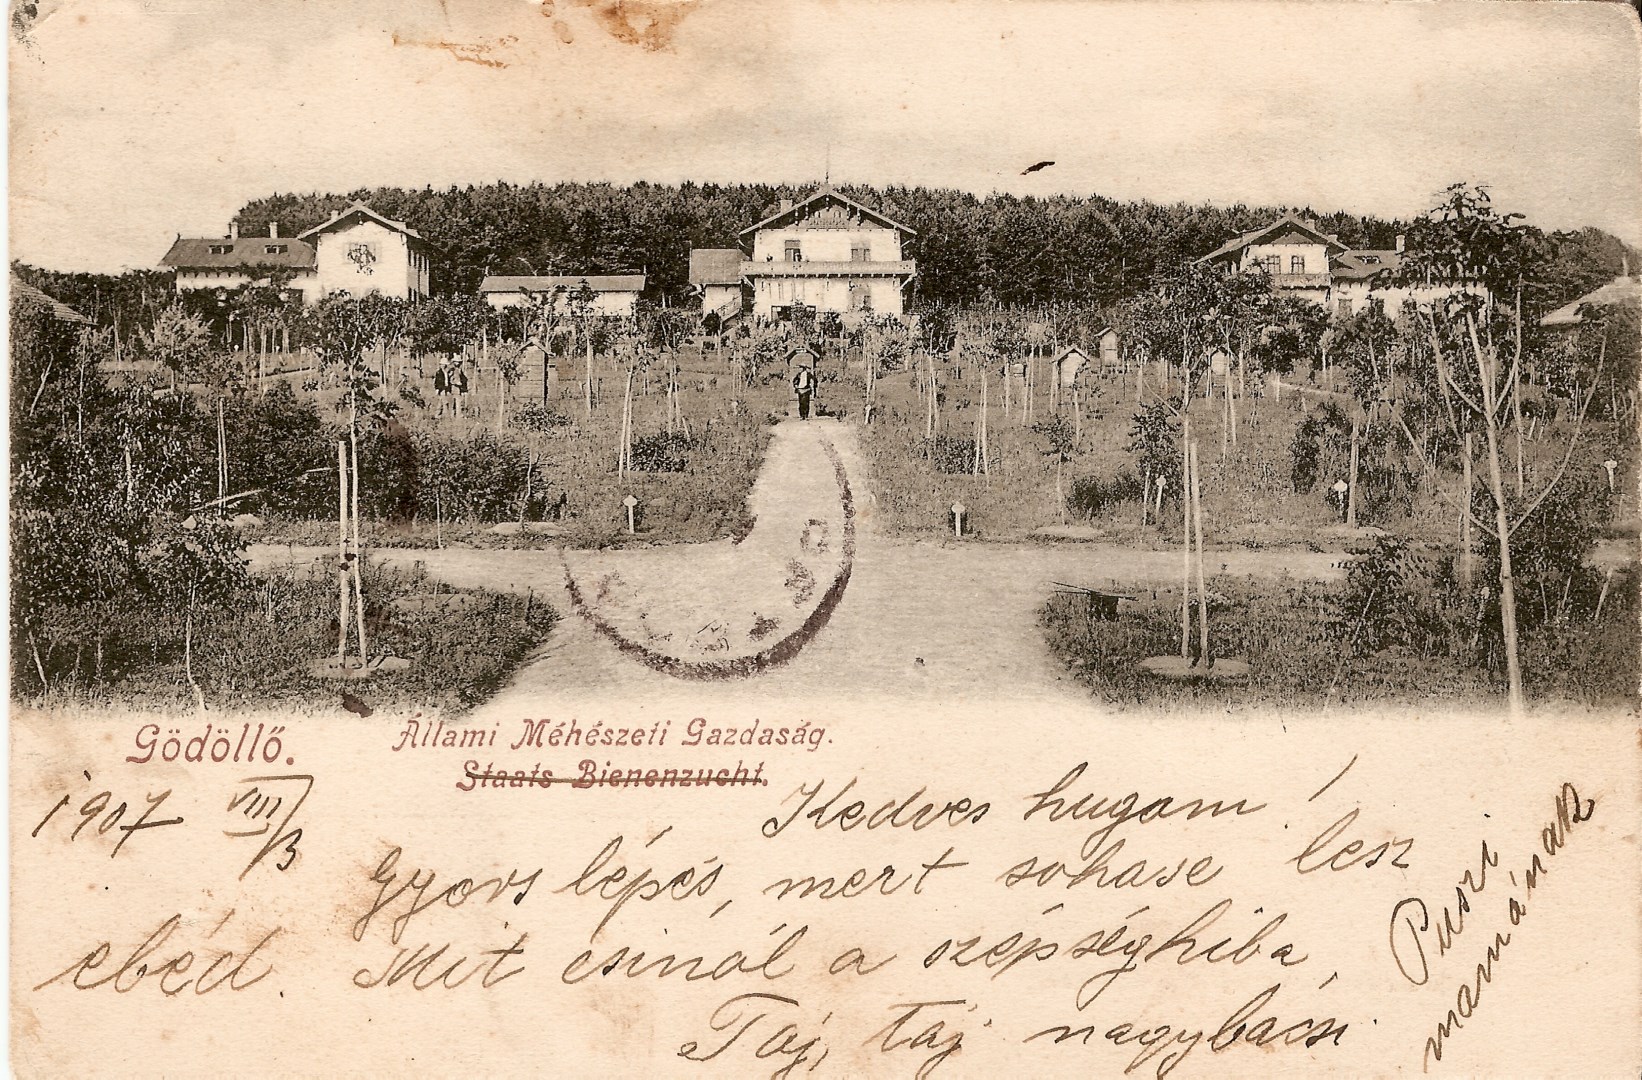 Gödöllő.
Állami Méhészeti Gazdaság.
Staats Bienenzucht.
1907 VIII/3
Kedves hugom!
Gyors lépés, mert sohase lesz
ebéd. Mit csinál a szépséghiba,
Taj, taj nagybácsi.
Puszi
mamának